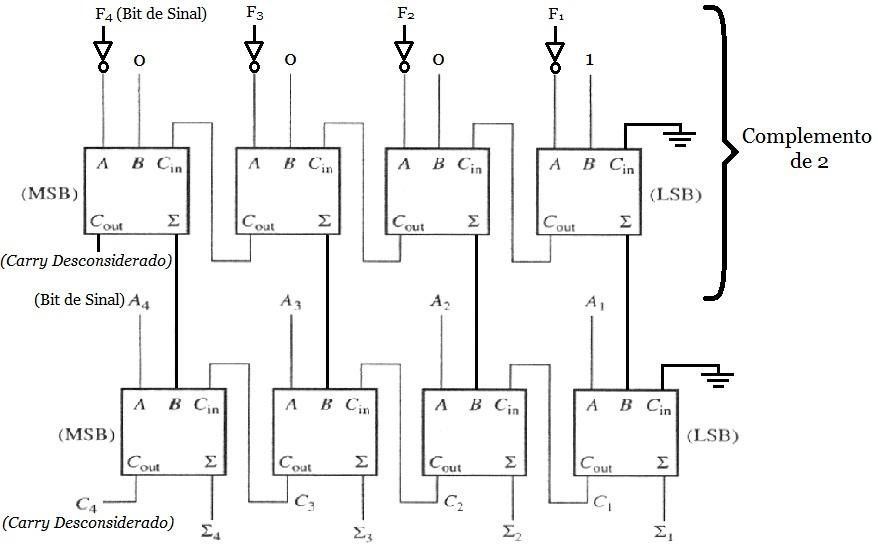 F4 (Bit de Sinal) F3 F2 F1
0 0 0 1
A B Cin A B Cin A B Cin A B Cin
Complemento
de 2
(MSB) (LSB)
Cout Σ Cout Σ Cout Σ Cout Σ
(Carry Desconsiderado)
(Bit de Sinal) A4 A3 A2 A1
A B Cin A B Cin A B Cin A B Cin
(MSB) (LSB)
Cout Σ Cout Σ Cout Σ Cout Σ
C4 C3 C2 C1
(Carry Desconsiderado)
Σ4 Σ3 Σ2 Σ1